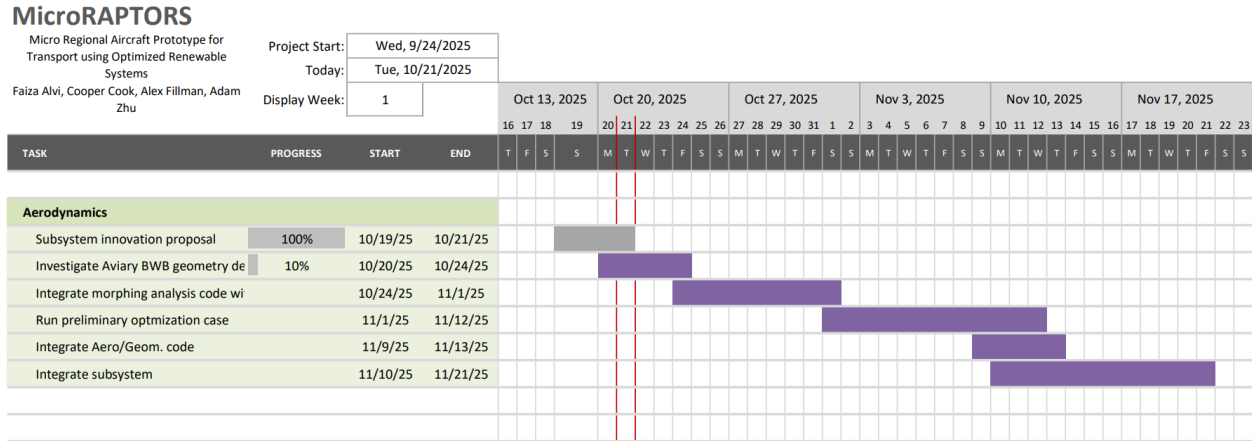 MicroRAPTORS
Micro Regional Aircraft Prototype for
Transport using Optimized Renewable
Systems
Faiza Alvi, Cooper Cook, Alex Fillman, Adam
Zhu
Project Start: Wed, 9/24/2025
Today: Tue, 10/21/2025
Display Week: 1
Oct 13, 2025 Oct 20, 2025 Oct 27, 2025 Nov 3, 2025 Nov 10, 2025 Nov 17, 2025
16 17 18 19 20 21 22 23 24 25 26 27 28 29 30 31 1 2 3 4 5 6 7 8 9 10 11 12 13 14 15 16 17 18 19 20 21 22 23
TASK PROGRESS START END T F S S M T W T F S S M T W T F S S M T W T F S S M T W T F S S M T W T F S S
Aerodynamics
Subsystem innovation proposal 100% 10/19/25 10/21/25
Investigate Aviary BWB geometry de 10% 10/20/25 10/24/25
Integrate morphing analysis code wi 10/24/25 11/1/25
Run preliminary optmization case 11/1/25 11/12/25
Integrate Aero/Geom. code 11/9/25 11/13/25
Integrate subsystem 11/10/25 11/21/25